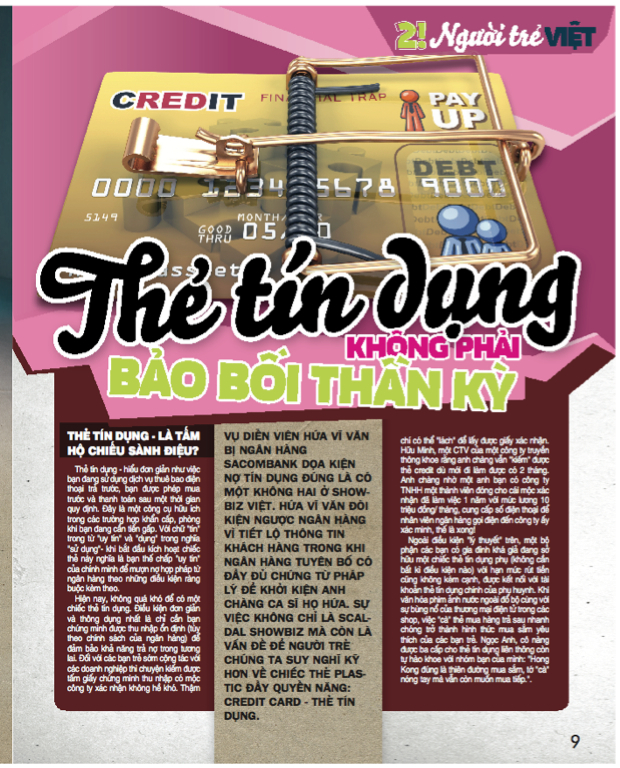 2! Người trẻ VIỆT
CREDIT
FINANCIAL TRAP
PAY
UP
DEBT
0000 1234 5678 9000
5149
MONTH/
GOOD
THRU
05/
Thẻ tín dụng
KHÔNG PHẢI
BẢO BỐI THẦN KỲ
THẺ TÍN DỤNG - LÀ TẤM
HỘ CHIẾU SÀNH ĐIỆU?
Thẻ tín dụng - hiểu đơn giản như việc
bạn đang sử dụng dịch vụ thuê bao điện
thoại trả trước, bạn được phép mua
trước và thanh toán sau một thời gian
quy định. Đây là một công cụ hữu ích
trong các trường hợp khẩn cấp, phòng
khi bạn đang cần tiền gấp. Với chữ "tín"
trong từ "uy tín" và "dụng" trong nghĩa
"sử dụng"- khi bắt đầu kích hoạt chiếc
thẻ này nghĩa là bạn thế chấp "uy tín"
của chính mình để mượn nợ hợp pháp từ
ngân hàng theo những điều kiện ràng
buộc kèm theo.
Hiện nay, không quá khó để có một
chiếc thẻ tín dụng. Điều kiện đơn giản
và thông dụng nhất là chỉ cần bạn
chứng minh được thu nhập ổn định (tùy
theo chính sách của ngân hàng) để
đảm bảo khả năng trả nợ trong tương
lai. Đối với các bạn trẻ sớm cộng tác với
các doanh nghiệp thì chuyện kiếm được
tấm giấy chứng minh thu nhập có mộc
công ty xác nhận không hề khó. Thậm
VỤ DIỄN VIÊN HỨA VĨ VĂN
BỊ NGÂN HÀNG
SACOMBANK DỌA KIỆN
NỢ TÍN DỤNG ĐÚNG LÀ CÓ
MỘT KHÔNG HAI Ở SHOW-
BIZ VIỆT. HỨA VĨ VĂN ĐÒI
KIỆN NGƯỢC NGÂN HÀNG
VÌ TIẾT LỘ THÔNG TIN
KHÁCH HÀNG TRONG KHI
NGÂN HÀNG TUYÊN BỐ CÓ
ĐẦY ĐỦ CHỨNG TỪ PHÁP
LÝ ĐỂ KHỞI KIỆN ANH
CHÀNG CA SĨ HỌ HỨA. SỰ
VIỆC KHÔNG CHỈ LÀ SCAL-
DAL SHOWBIZ MÀ CÒN LÀ
VẤN ĐỀ ĐỂ NGƯỜI TRẺ
CHÚNG TA SUY NGHĨ KỸ
HƠN VỀ CHIẾC THẺ PLAS-
TIC ĐẦY QUYỀN NĂNG:
CREDIT CARD - THẺ TÍN
DỤNG.
chí có thể "lách" để lấy được giấy xác nhận.
Hữu Minh, một CTV của một công ty truyền
thông khoe rằng anh chàng vẫn "kiếm" được
thẻ credit dù mới đi làm được có 2 tháng.
Anh chàng nhờ một anh bạn có công ty
TNHH một thành viên đóng cho cái mộc xác
nhận đã làm việc 1 năm với mức lương 10
triệu đồng/ tháng, cung cấp số điện thoại để
nhân viên ngân hàng gọi điện đến công ty ấy
xác minh, thế là xong!
Ngoài điều kiện "lý thuyết" trên, một bộ
phận các bạn có gia đình khá giả đang sở
hữu một chiếc thẻ tín dụng phụ (không cần
bất kì điều kiện nào) với hạn mức rút tiền
cũng không kém cạnh, được kết nối với tài
khoản thẻ tín dụng chính của phụ huynh. Khi
văn hóa phim ảnh nước ngoài đổ bộ cùng với
sự bùng nổ của thương mại điện tử trong các
shop, việc "cà" thẻ mua hàng trả sau nhanh
chóng trở thành hình thức mua sắm yêu
thích của các bạn trẻ. Ngọc Anh, cô nàng
được ba cấp cho thẻ tín dụng liên thông còn
tự hào khoe với nhóm bạn của mình: "Hong
Kong đúng là thiên đường mua sắm, tớ "cà"
nóng tay mà vẫn còn muốn mua tiếp.".
9